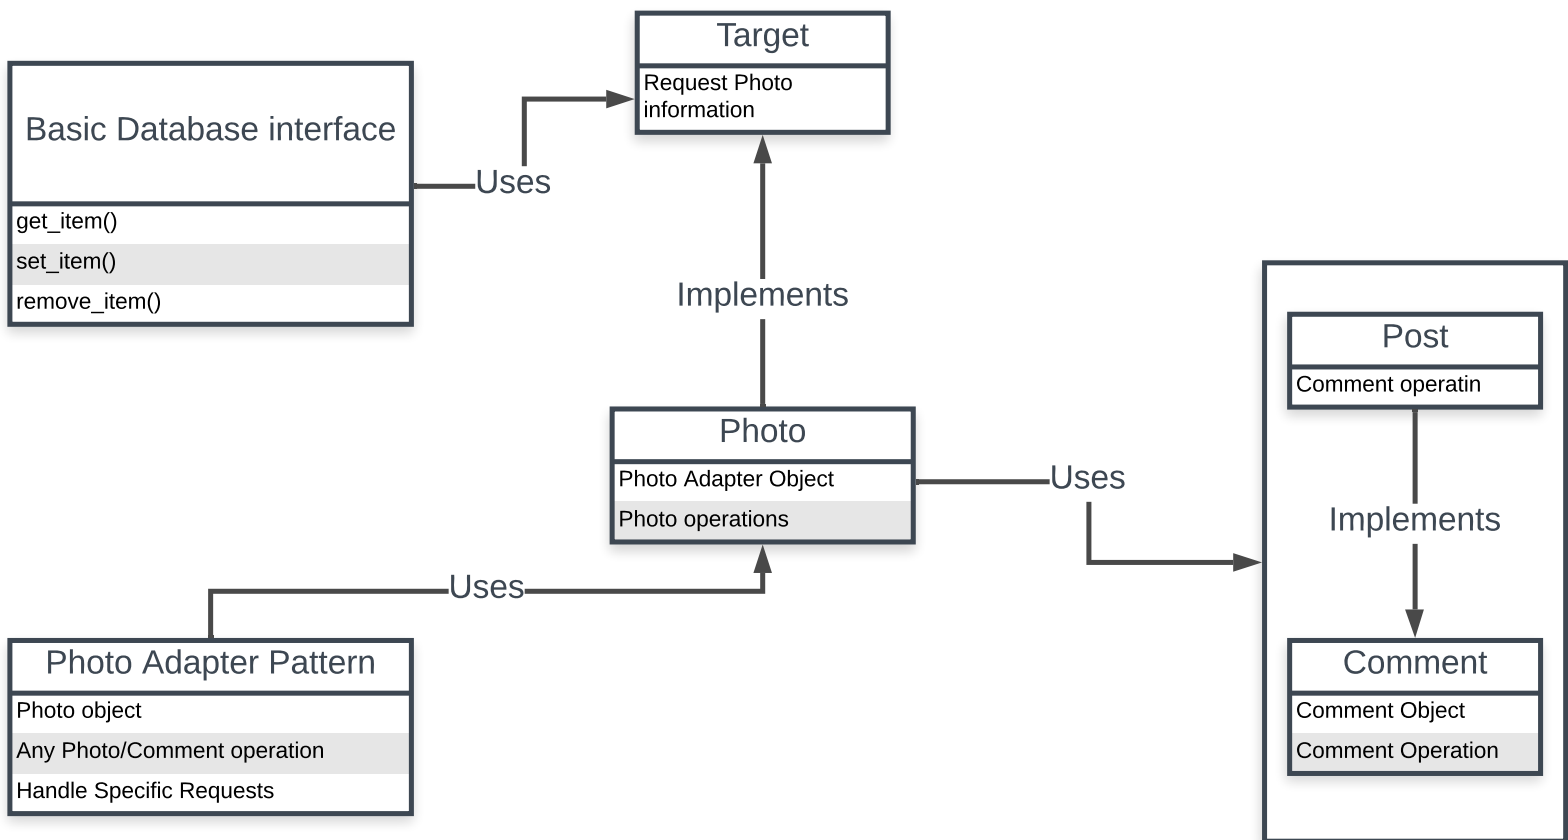 Target
Request Photo
information
Basic Database interface
get_item()
set_item()
remove_item()
Uses
Implements
Post
Comment operatin
Photo
Photo Adapter Object
Photo operations
Uses
Implements
Uses
Photo Adapter Pattern
Photo object
Any Photo/Comment operation
Handle Specific Requests
Comment
Comment Object
Comment Operation